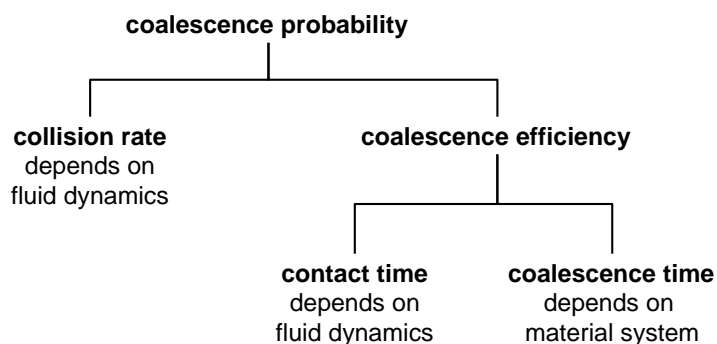 coalescence probability
collision rate
depends on
fluid dynamics
coalescence efficiency
contact time
depends on
fluid dynamics
coalescence time
depends on
material system